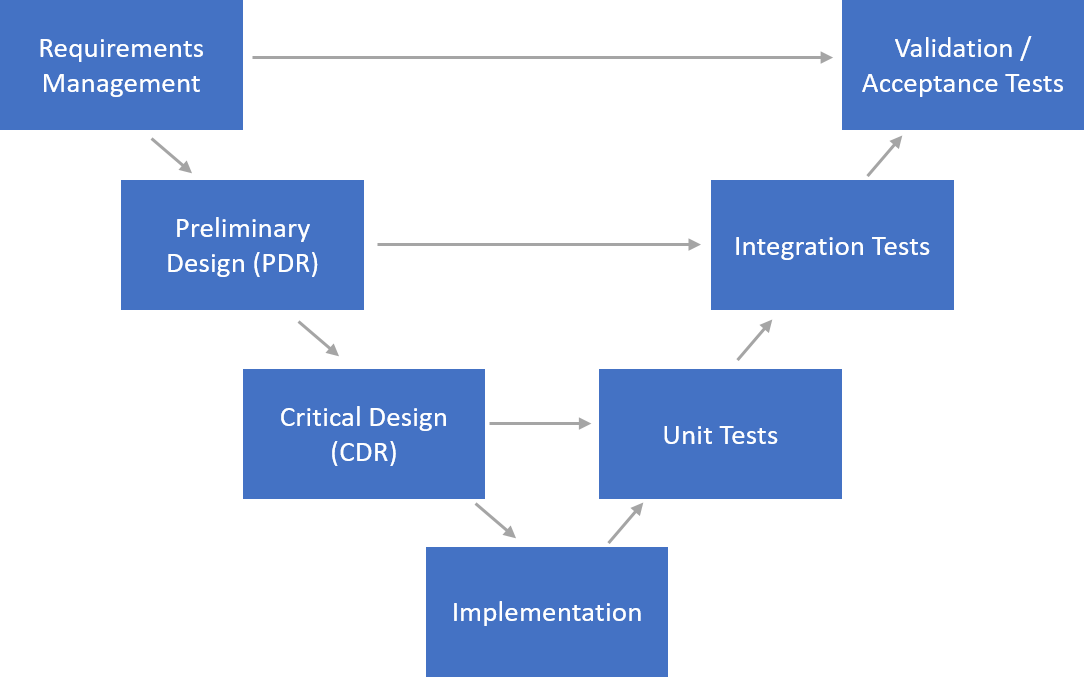 Requirements
Management
Validation /
Acceptance Tests
Preliminary
Design (PDR)
Integration Tests
Critical Design
(CDR)
Unit Tests
Implementation